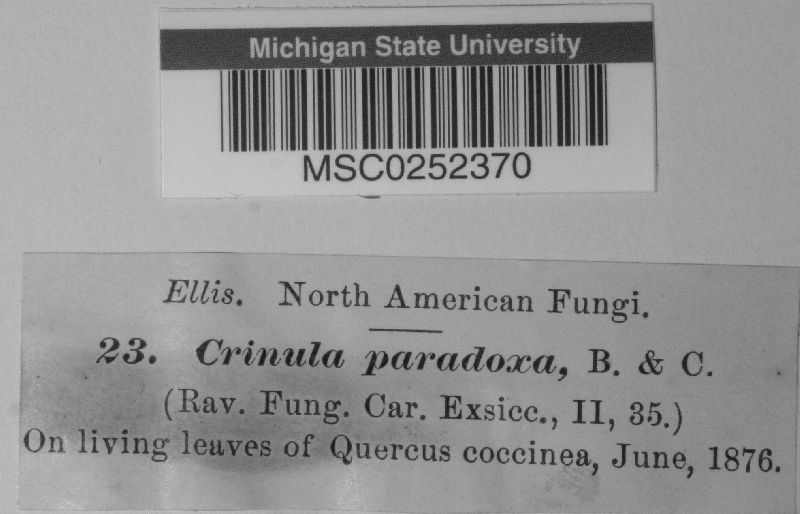 Michigan State University
MSC0252370
Ellis. North American Fungi.
23. Crinula paradoxa, B. & C.
(Rav. Fung. Car. Exsicc., II, 35.)
On living leaves of Quercus coccinea, June, 1876.